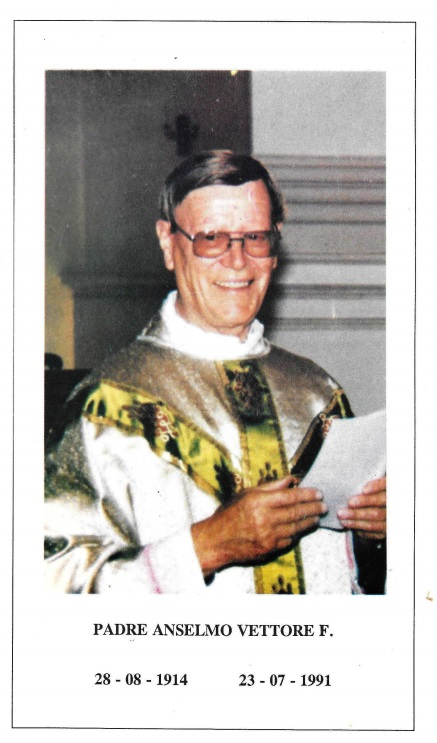 PADRE ANSELMO VETTORE F.
28 - 08 - 1914 23 - 07 - 1991